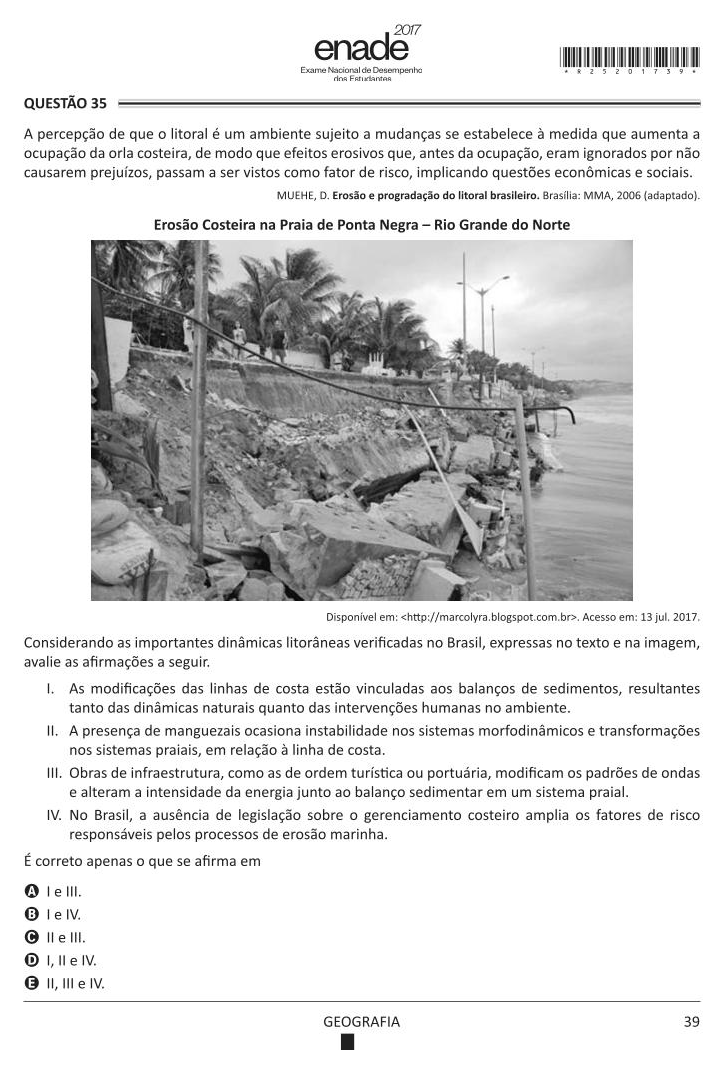 2017
enade
Exame Nacional de Desempenho
dos Estudantes
*R25201739*
QUESTÃO 35
A percepção de que o litoral é um ambiente sujeito a mudanças se estabelece à medida que aumenta a
ocupação da orla costeira, de modo que efeitos erosivos que, antes da ocupação, eram ignorados por não
causarem prejuízos, passam a ser vistos como fator de risco, implicando questões econômicas e sociais.
MUEHE, D. Erosão e progradação do litoral brasileiro. Brasília: MMA, 2006 (adaptado).
Erosão Costeira na Praia de Ponta Negra – Rio Grande do Norte
Disponível em: <http://marcolyra.blogspot.com.br>. Acesso em: 13 jul. 2017.
Considerando as importantes dinâmicas litorâneas verificadas no Brasil, expressas no texto e na imagem,
avalie as afirmações a seguir.
I. As modificações das linhas de costa estão vinculadas aos balanços de sedimentos, resultantes
tanto das dinâmicas naturais quanto das intervenções humanas no ambiente.
II. A presença de manguezais ocasiona instabilidade nos sistemas morfodinâmicos e transformações
nos sistemas praiais, em relação à linha de costa.
III. Obras de infraestrutura, como as de ordem turística ou portuária, modificam os padrões de ondas
e alteram a intensidade da energia junto ao balanço sedimentar em um sistema praial.
IV. No Brasil, a ausência de legislação sobre o gerenciamento costeiro amplia os fatores de risco
responsáveis pelos processos de erosão marinha.
É correto apenas o que se afirma em
A I e III.
B I e IV.
C II e III.
D I, II e IV.
E II, III e IV.
GEOGRAFIA
39